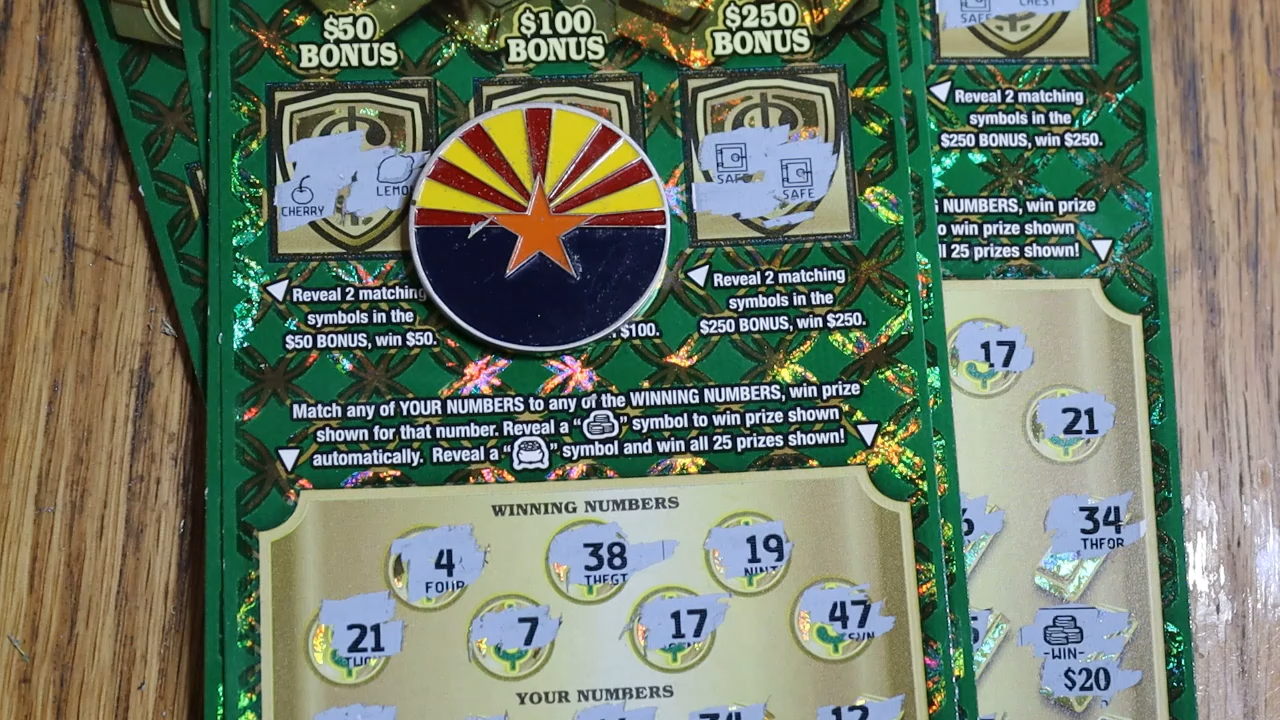 $50
BONUS
$100
BONUS
$250
BONUS
CHERRY
SAFE
SAFE
Reveal 2 matching
symbols in the
$50 BONUS, win $50.
$100.
Reveal 2 matching
symbols in the
$250 BONUS, win $250.
Match any of YOUR NUMBERS to any of the WINNING NUMBERS, win prize
shown for that number. Reveal a " " symbol to win prize shown
automatically. Reveal a " " symbol and win all 25 prizes shown!
WINNING NUMBERS
4
38
THEGT
19
21
7
17
47
YOUR NUMBERS
SAFE
CHEST
Reveal 2 matching
symbols in the
$250 BONUS, win $250.
NUMBERS, win prize
win prize shown
25 prizes shown!
17
21
34
THFOR
-WIN-
$20